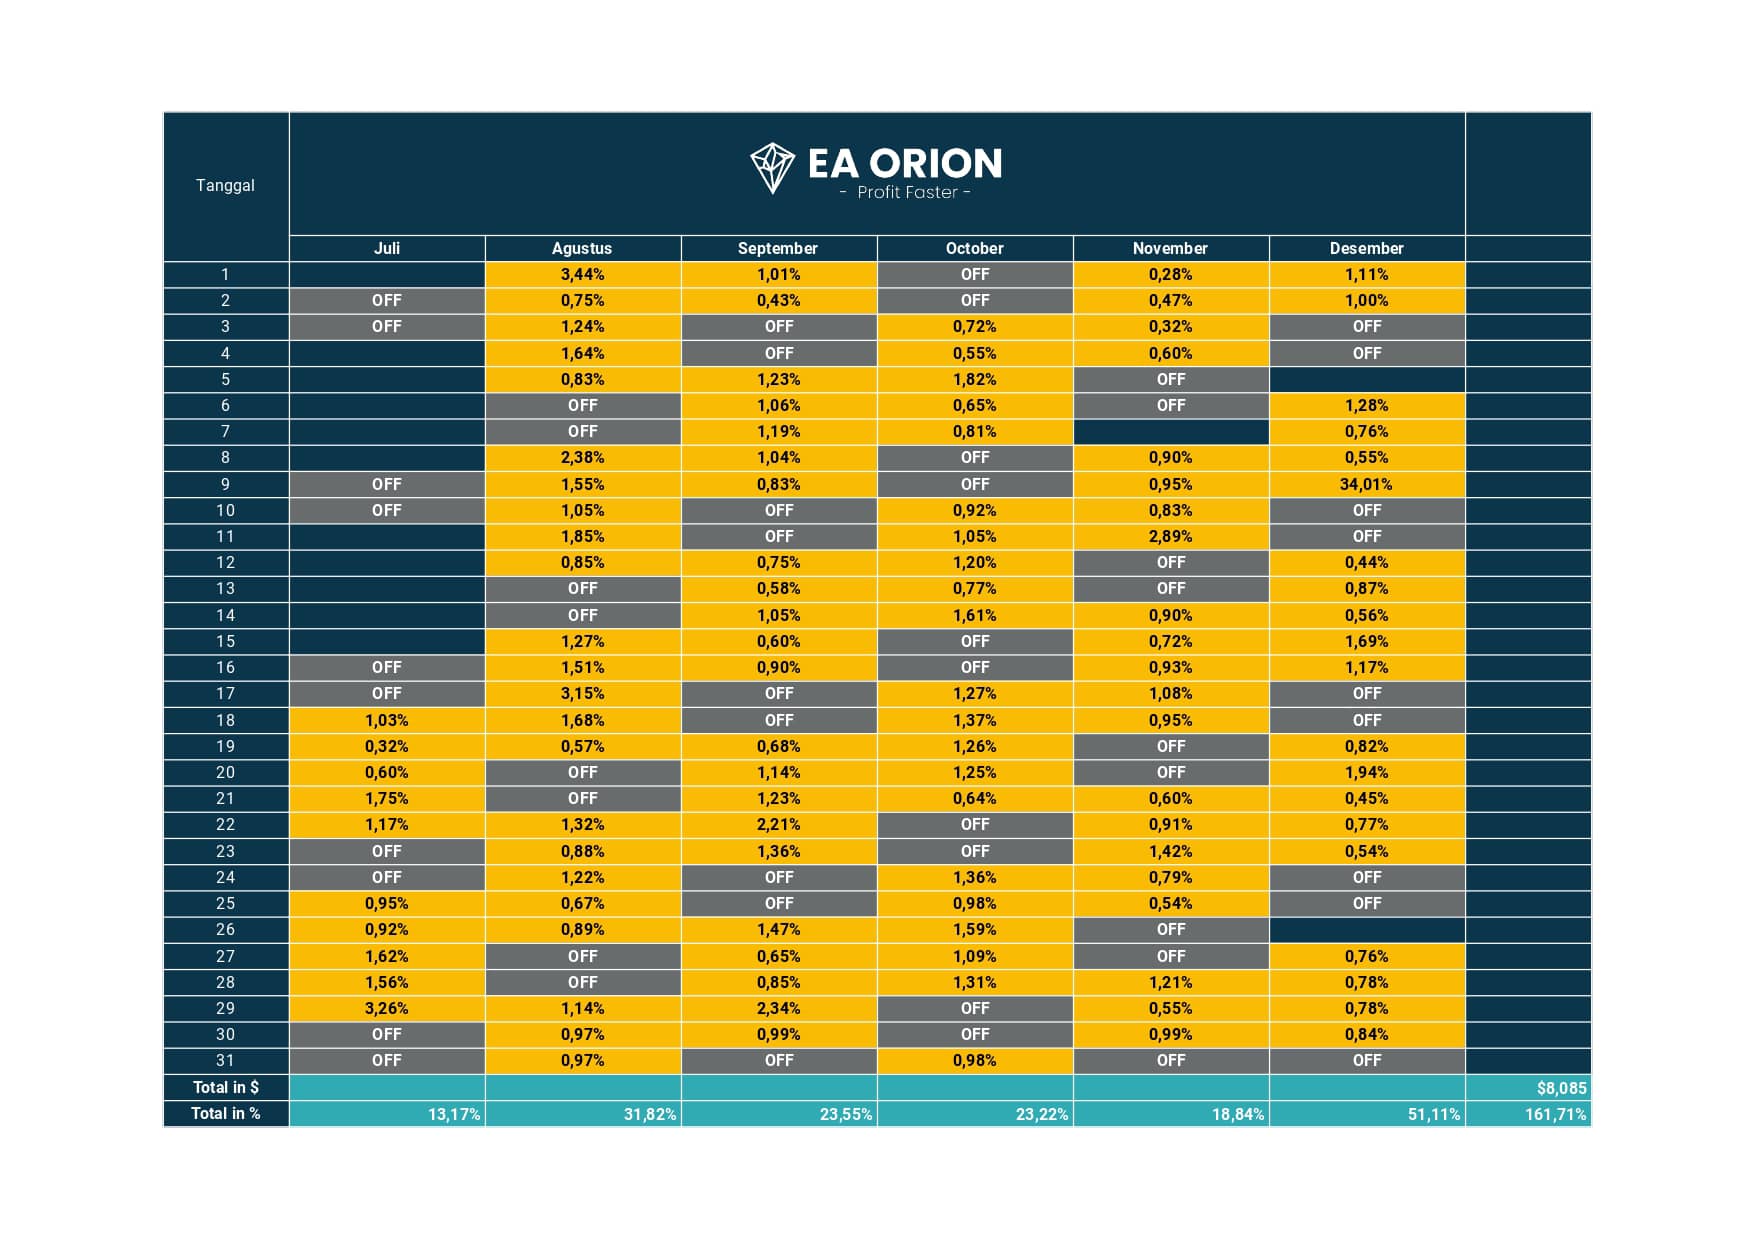 Tanggal
EA ORION
- Profit Faster -
Juli Agustus September October November Desember
1 3,44% 1,01% OFF 0,28% 1,11%
2 OFF 0,75% 0,43% OFF 0,47% 1,00%
3 OFF 1,24% OFF 0,72% 0,32% OFF
4 1,64% OFF 0,55% 0,60% OFF
5 0,83% 1,23% 1,82% OFF
6 OFF 1,06% 0,65% OFF 1,28%
7 OFF 1,19% 0,81% 0,76%
8 2,38% 1,04% OFF 0,90% 0,55%
9 OFF 1,55% 0,83% OFF 0,95% 34,01%
10 OFF 1,05% OFF 0,92% 0,83% OFF
11 1,85% OFF 1,05% 2,89% OFF
12 0,85% 0,75% 1,20% OFF 0,44%
13 OFF 0,58% 0,77% OFF 0,87%
14 OFF 1,05% 1,61% 0,90% 0,56%
15 1,27% 0,60% OFF 0,72% 1,69%
16 OFF 1,51% 0,90% OFF 0,93% 1,17%
17 OFF 3,15% OFF 1,27% 1,08% OFF
18 1,03% 1,68% OFF 1,37% 0,95% OFF
19 0,32% 0,57% 0,68% 1,26% OFF 0,82%
20 0,60% OFF 1,14% 1,25% OFF 1,94%
21 1,75% OFF 1,23% 0,64% 0,60% 0,45%
22 1,17% 1,32% 2,21% OFF 0,91% 0,77%
23 OFF 0,88% 1,36% OFF 1,42% 0,54%
24 OFF 1,22% OFF 1,36% 0,79% OFF
25 0,95% 0,67% OFF 0,98% 0,54% OFF
26 0,92% 0,89% 1,47% 1,59% OFF
27 1,62% OFF 0,65% 1,09% OFF 0,76%
28 1,56% OFF 0,85% 1,31% 1,21% 0,78%
29 3,26% 1,14% 2,34% OFF 0,55% 0,78%
30 OFF 0,97% 0,99% OFF 0,99% 0,84%
31 OFF 0,97% OFF 0,98% OFF OFF
Total in $ $8,085
Total in % 13,17% 31,82% 23,55% 23,22% 18,84% 51,11% 161,71%